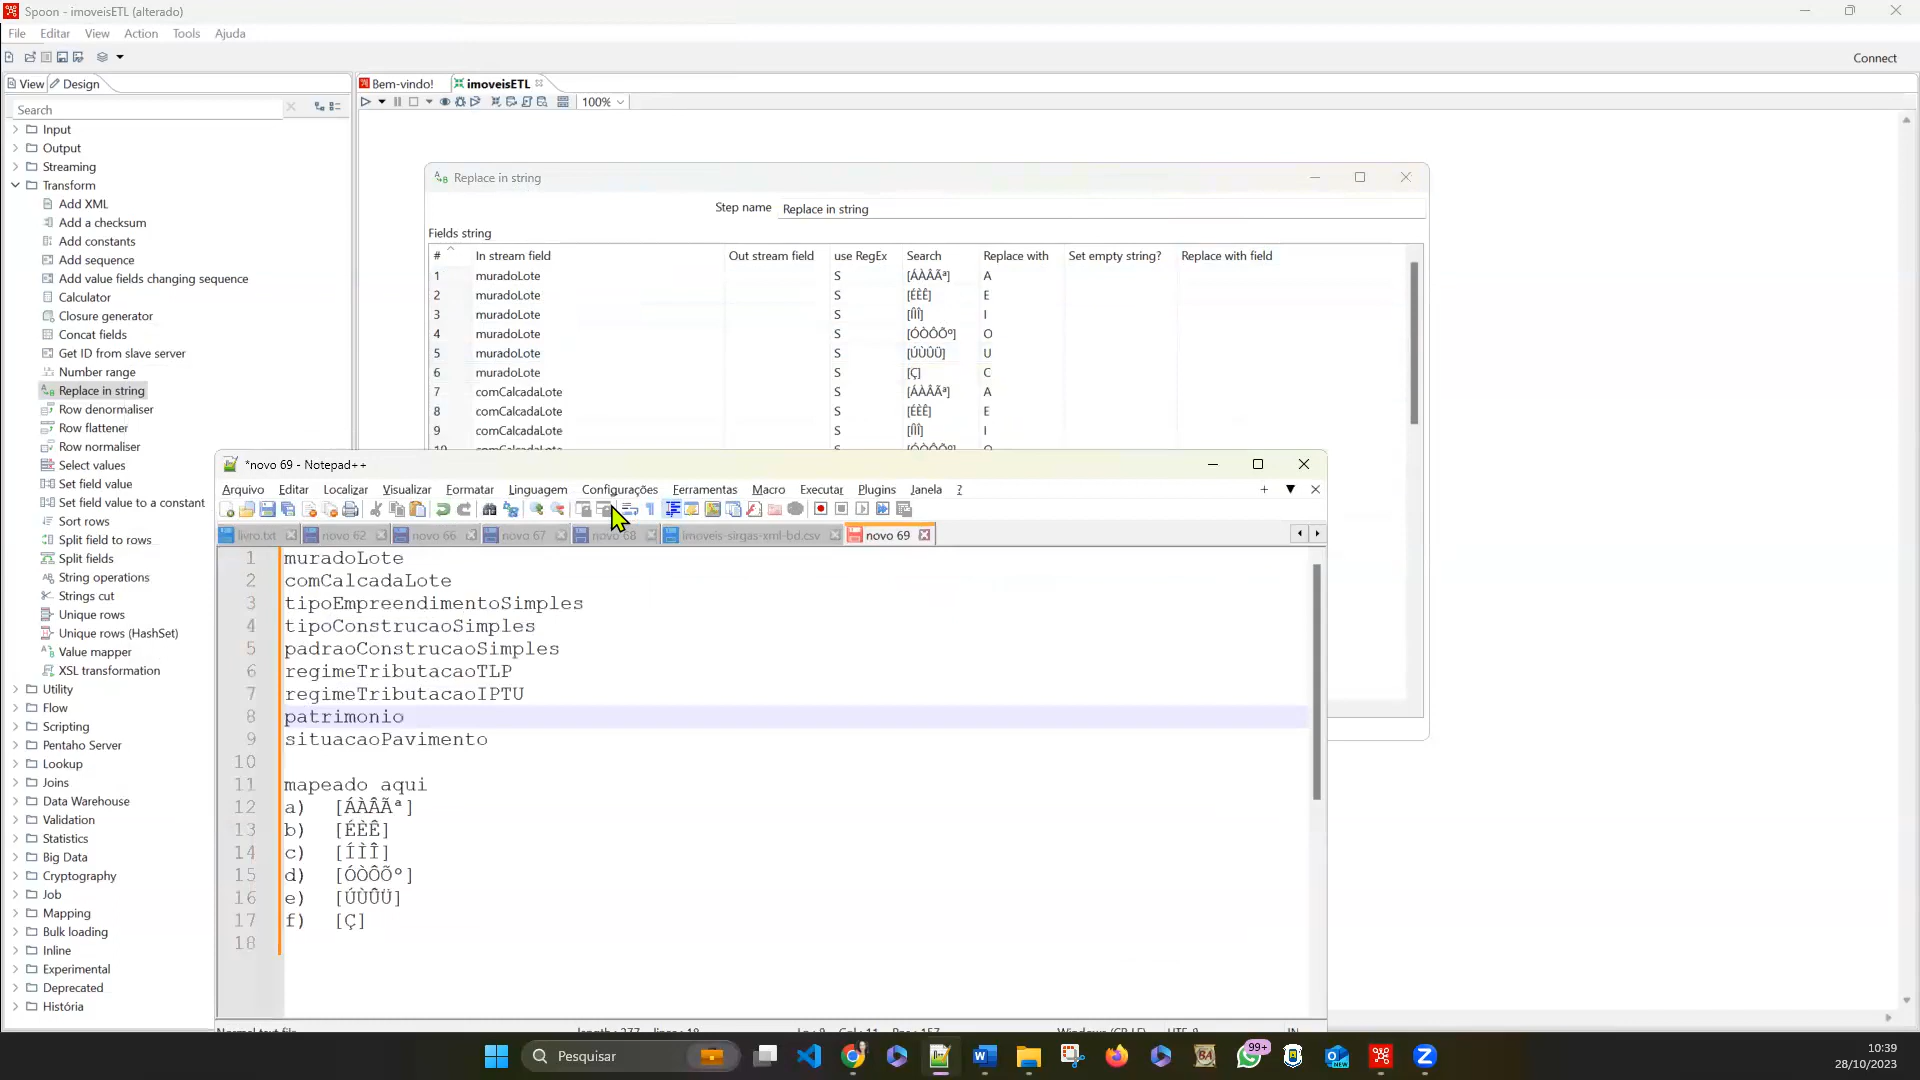 Spoon - imoveisETL (alterado)
File Editar View Action Tools Ajuda
Connect
View Design
Bem-vindo! imoveisETL
Search
100%
Input
Output
Streaming
Transform
Add XML
Add a checksum
Add constants
Add sequence
Add value fields changing sequence
Calculator
Closure generator
Concat fields
Get ID from slave server
Number range
Replace in string
Row denormaliser
Row flattener
Row normaliser
Select values
Set field value
Set field value to a constant
Sort rows
Split field to rows
Split fields
String operations
Strings cut
Unique rows
Unique rows (HashSet)
Value mapper
XSL transformation
Utility
Flow
Scripting
Pentaho Server
Lookup
Joins
Data Warehouse
Validation
Statistics
Big Data
Cryptography
Job
Mapping
Bulk loading
Inline
Experimental
Deprecated
História
Replace in string
Step name Replace in string
Fields string
# In stream field Out stream field use RegEx Search Replace with Set empty string? Replace with field
1 muradoLote S [ÁÀÂÃª] A
2 muradoLote S [ÉÈÊ] E
3 muradoLote S [ÍÌÎ] I
4 muradoLote S [ÓÒÔÕº] O
5 muradoLote S [ÚÙÛÜ] U
6 muradoLote S [Ç] C
7 comCalcadaLote S [ÁÀÂÃª] A
8 comCalcadaLote S [ÉÈÊ] E
9 comCalcadaLote S [ÍÌÎ] I
*novo 69 - Notepad++
Arquivo Editar Localizar Visualizar Formatar Linguagem Configurações Ferramentas Macro Executar Plugins Janela ?
livro.txt novo 62 novo 66 novo 67 novo 68 imoveis-sirgas-xml-bd.csv novo 69
1 muradoLote
2 comCalcadaLote
3 tipoEmpreendimentoSimples
4 tipoConstrucaoSimples
5 padraoConstrucaoSimples
6 regimeTributacaoTLP
7 regimeTributacaoIPTU
8 patrimonio
9 situacaoPavimento
10
11 mapeado aqui
12 a) [ÁÀÂÃª]
13 b) [ÉÈÊ]
14 c) [ÍÌÎ]
15 d) [ÓÒÔÕº]
16 e) [ÚÙÛÜ]
17 f) [Ç]
18
Pesquisar
99+
10:39
28/10/2023